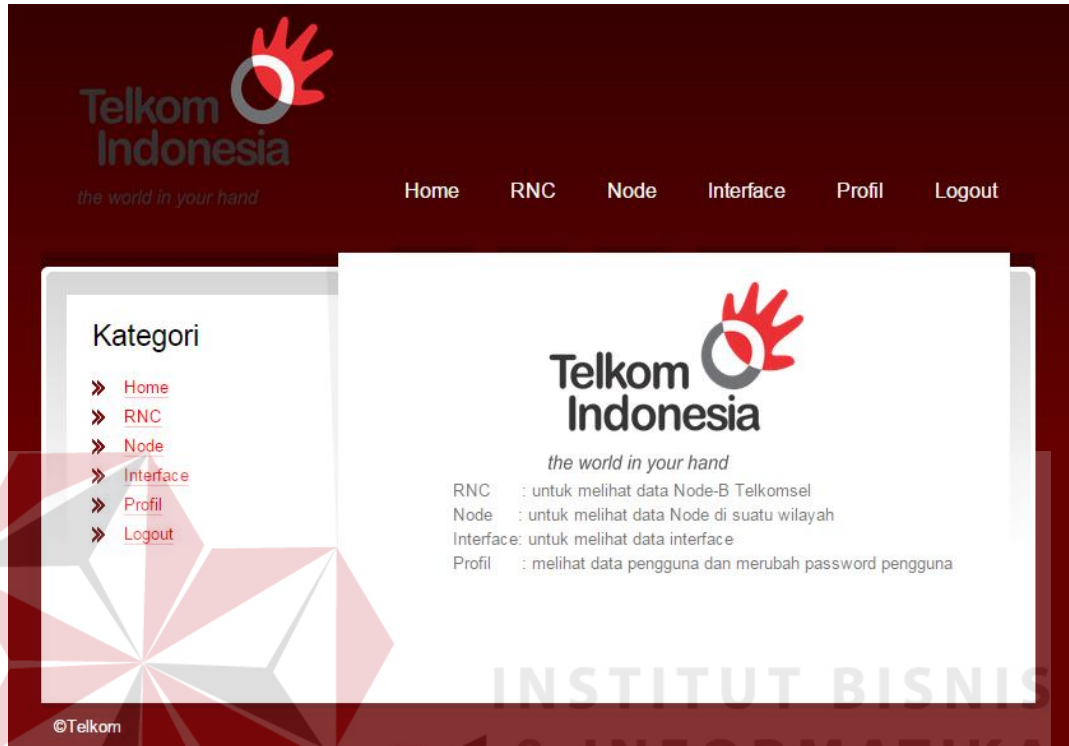 Telkom
Indonesia
the world in your hand
Home RNC Node Interface Profil Logout
Kategori
Home
RNC
Node
Interface
Profil
Logout
Telkom
Indonesia
the world in your hand
RNC : untuk melihat data Node-B Telkomsel
Node : untuk melihat data Node di suatu wilayah
Interface: untuk melihat data interface
Profil : melihat data pengguna dan merubah password pengguna
INSTITUT BISNIS
& INFORMATIKA
©Telkom